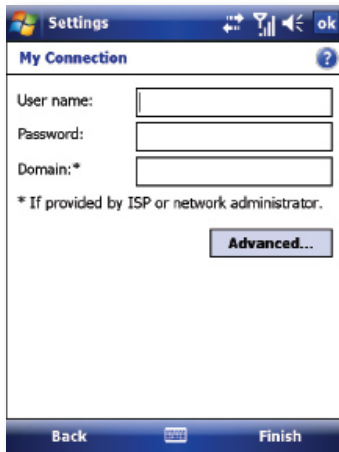 Settings
ok
My Connection
?
User name:
Password:
Domain:*
* If provided by ISP or network administrator.
Advanced...
Back
Finish